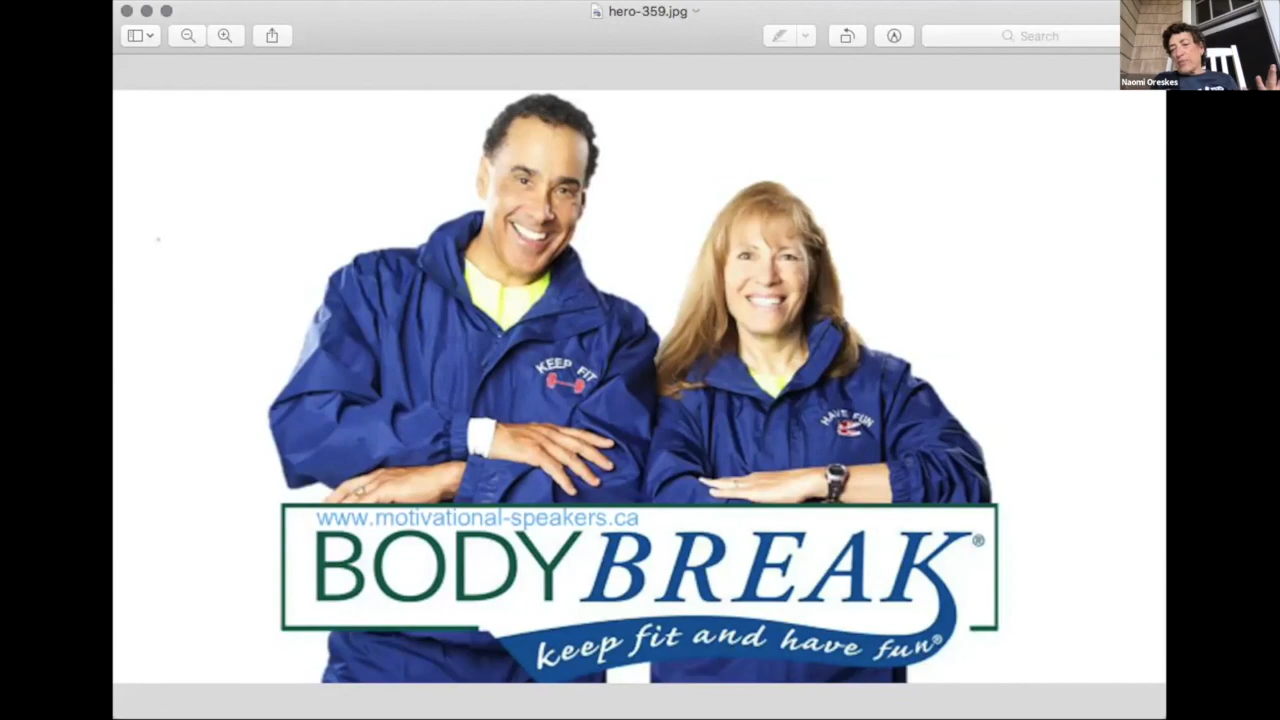 hero-359.jpg
Search
Naomi Oreskes
KEEP FIT
HAVE FUN
www.motivational-speakers.ca
BODYBREAK®
keep fit and have fun®